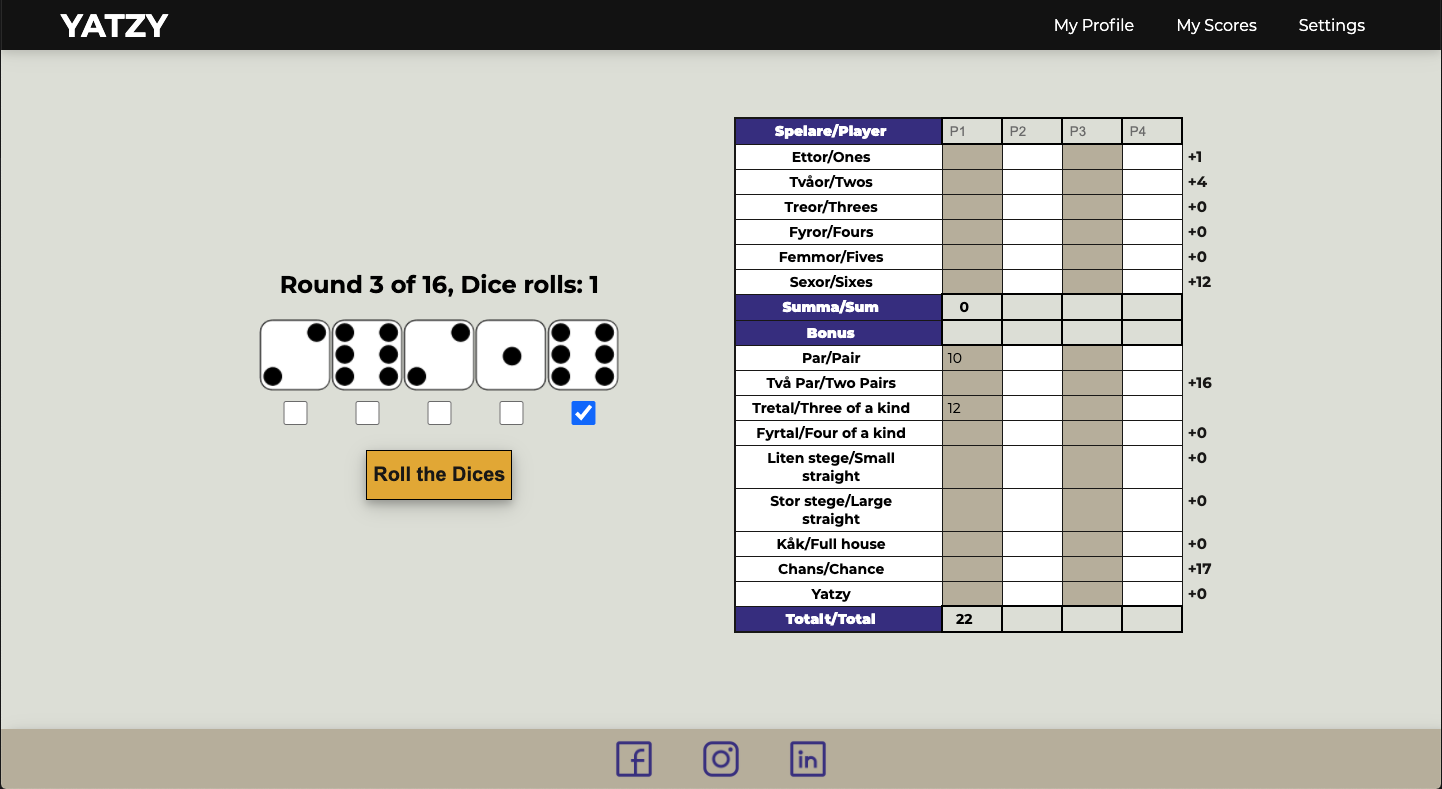 YATZY
My Profile
My Scores
Settings
Round 3 of 16, Dice rolls: 1
Roll the Dices
Spelare/Player P1 P2 P3 P4
Ettor/Ones +1
Tvåor/Twos +4
Treor/Threes +0
Fyror/Fours +0
Femmor/Fives +0
Sexor/Sixes +12
Summa/Sum 0
Bonus
Par/Pair 10
Två Par/Two Pairs +16
Tretal/Three of a kind 12
Fyrtal/Four of a kind +0
Liten stege/Small +0
straight
Stor stege/Large +0
straight
Kåk/Full house +0
Chans/Chance +17
Yatzy +0
Totalt/Total 22